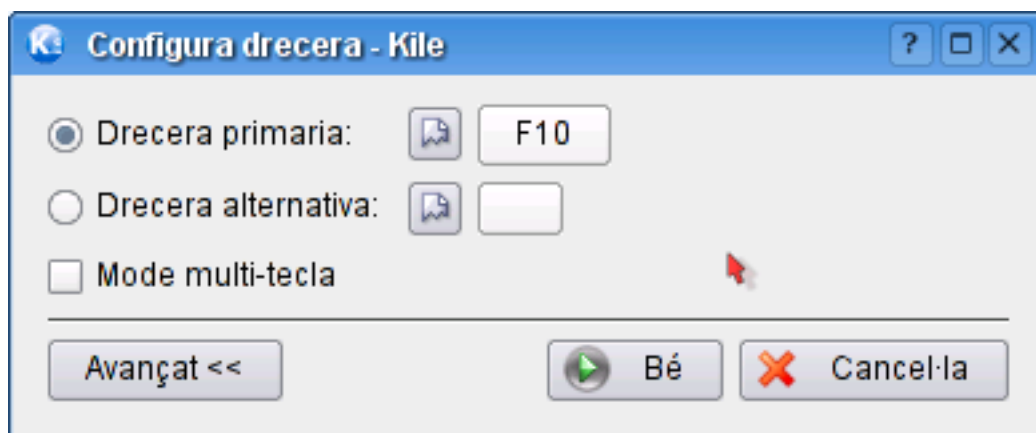 Configura drecera - Kile
Drecera primaria: F10
Drecera alternativa:
Mode multi-tecla
Avançat << Bé Cancel·la